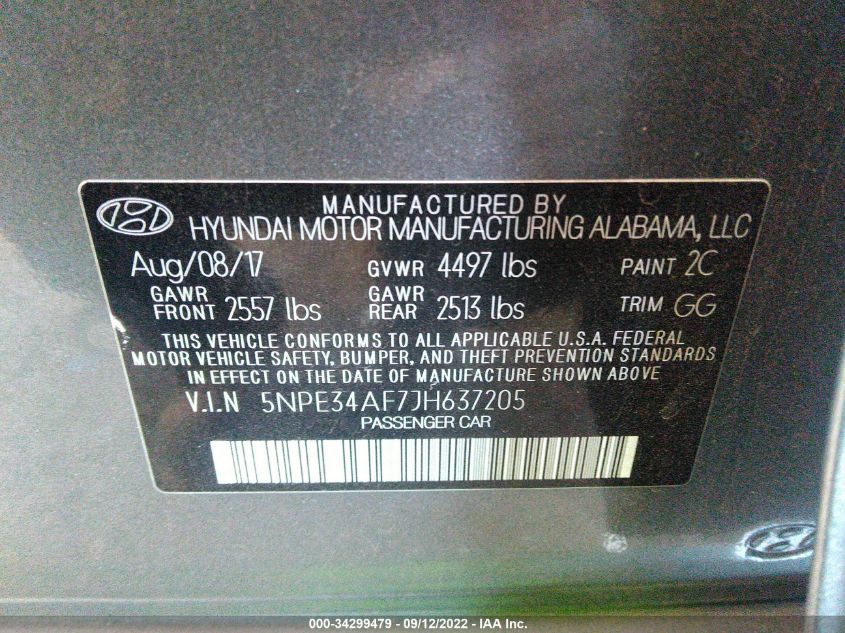 MANUFACTURED BY
HYUNDAI MOTOR MANUFACTURING ALABAMA, LLC
Aug/08/17 GVWR 4497 lbs PAINT 2C
GAWR FRONT 2557 lbs GAWR REAR 2513 lbs TRIM GG
THIS VEHICLE CONFORMS TO ALL APPLICABLE U.S.A. FEDERAL
MOTOR VEHICLE SAFETY, BUMPER, AND THEFT PREVENTION STANDARDS
IN EFFECT ON THE DATE OF MANUFACTURE SHOWN ABOVE
V.I.N 5NPE34AF7JH637205
PASSENGER CAR
000-34299479 - 09/12/2022 - IAA Inc.